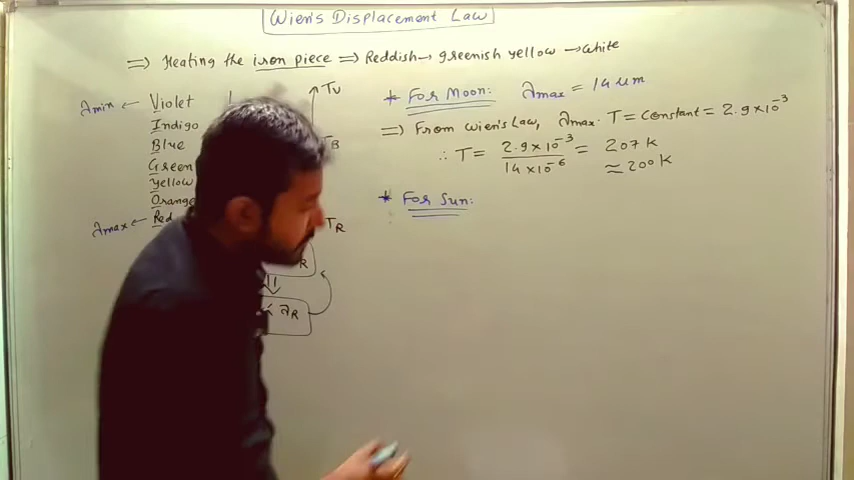 Wien's Displacement Law
⇒ Heating the iron piece ⇒ Reddish → greenish yellow → white
λmin ← Violet
Indigo
Blue
Green
Yellow
Orange
λmax ← Red
TV
TB
TR
R
λR
* For Moon: λmax = 14 μm
⇒ From Wien's Law, λmax · T = Constant = 2.9×10⁻³
∴ T = 2.9×10⁻³ / 14×10⁻⁶ = 207 K
≈ 200 K
* For Sun: